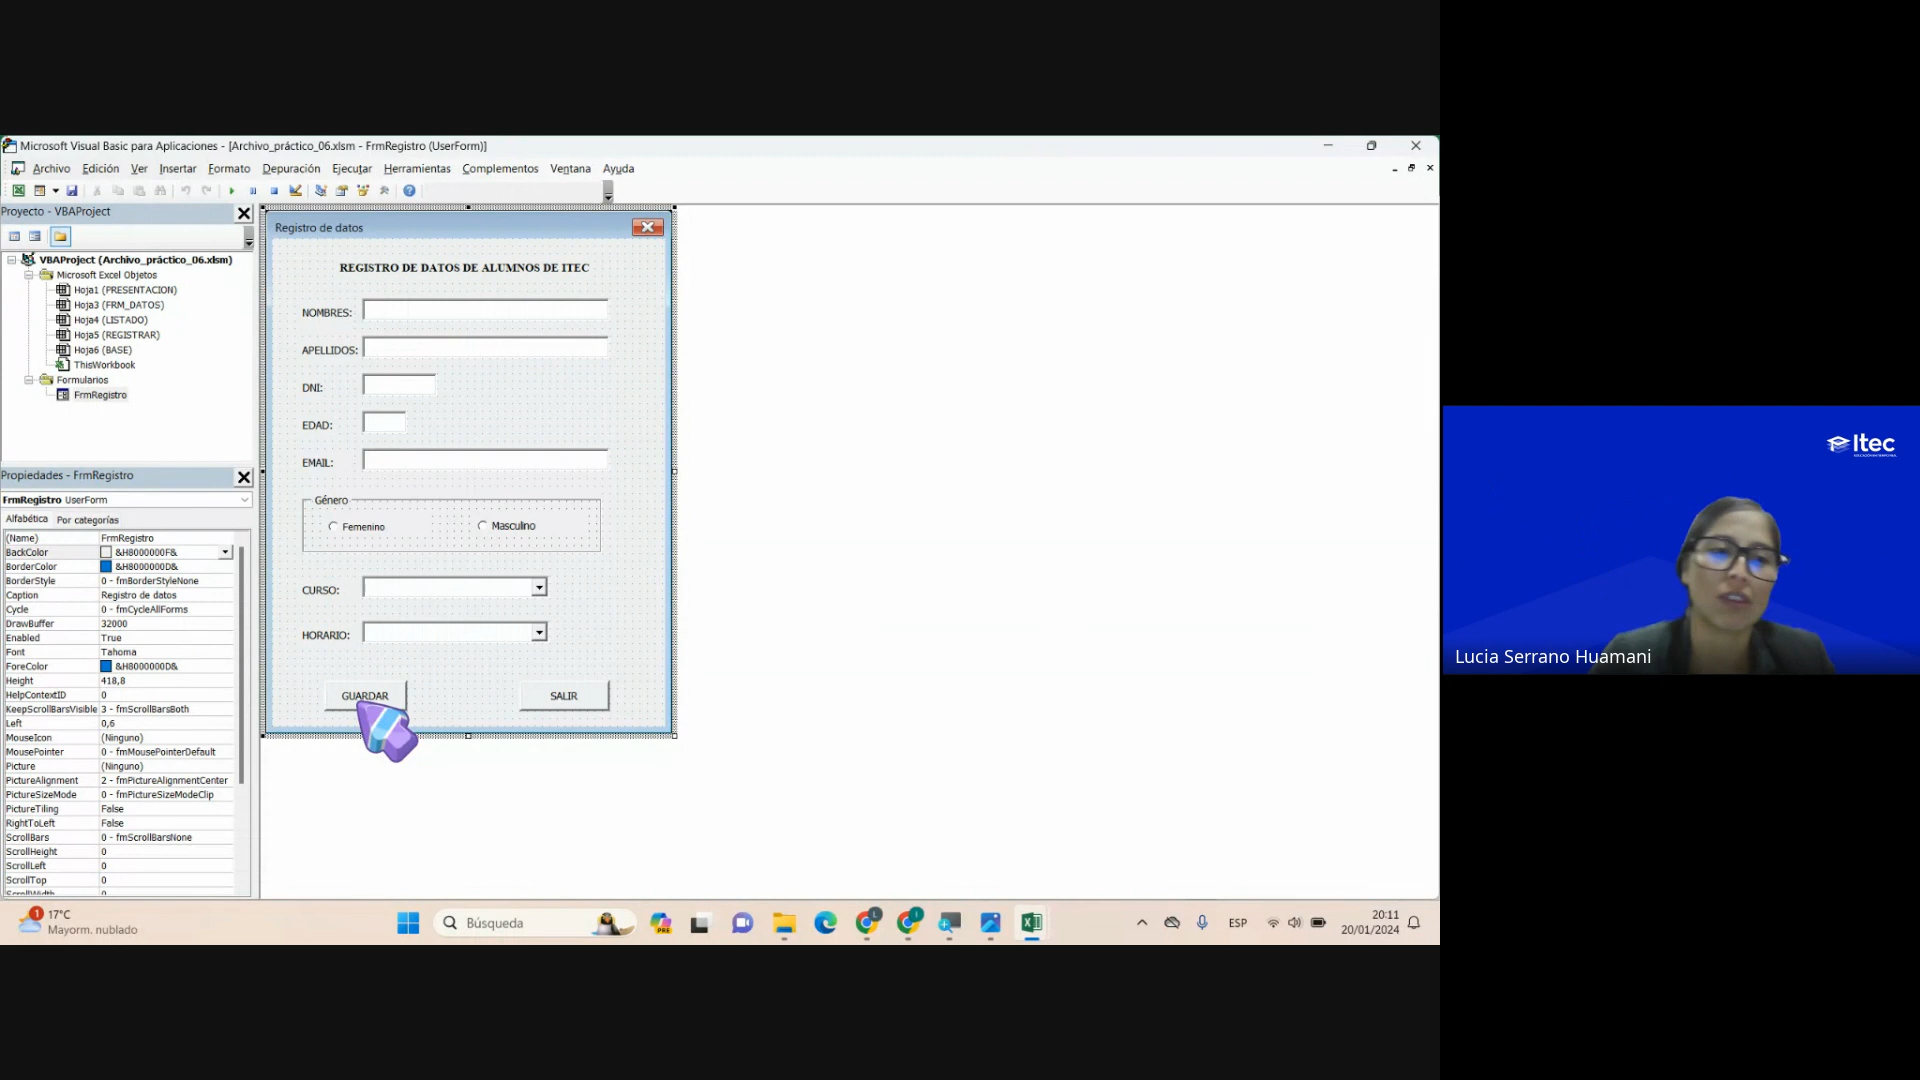 Microsoft Visual Basic para Aplicaciones - [Archivo_práctico_06.xlsm - FrmRegistro (UserForm)]
Archivo Edición Ver Insertar Formato Depuración Ejecutar Herramientas Complementos Ventana Ayuda
Proyecto - VBAProject
VBAProject (Archivo_práctico_06.xlsm)
Microsoft Excel Objetos
Hoja1 (PRESENTACION)
Hoja3 (FRM_DATOS)
Hoja4 (LISTADO)
Hoja5 (REGISTRAR)
Hoja6 (BASE)
ThisWorkbook
Formularios
FrmRegistro
Propiedades - FrmRegistro
FrmRegistro UserForm
Alfabética Por categorías
(Name) FrmRegistro
BackColor &H8000000F&
BorderColor &H8000000D&
BorderStyle 0 - fmBorderStyleNone
Caption Registro de datos
Cycle 0 - fmCycleAllForms
DrawBuffer 32000
Enabled True
Font Tahoma
ForeColor &H8000000D&
Height 418,8
HelpContextID 0
KeepScrollBarsVisible 3 - fmScrollBarsBoth
Left 0,6
MouseIcon (Ninguno)
MousePointer 0 - fmMousePointerDefault
Picture (Ninguno)
PictureAlignment 2 - fmPictureAlignmentCenter
PictureSizeMode 0 - fmPictureSizeModeClip
PictureTiling False
RightToLeft False
ScrollBars 0 - fmScrollBarsNone
ScrollHeight 0
ScrollLeft 0
ScrollTop 0
ScrollWidth 0
Registro de datos
REGISTRO DE DATOS DE ALUMNOS DE ITEC
NOMBRES:
APELLIDOS:
DNI:
EDAD:
EMAIL:
Género
Femenino Masculino
CURSO:
HORARIO:
GUARDAR SALIR
Itec
Lucia Serrano Huamani
1
17°C
Mayorm. nublado
Búsqueda
PRE
L
I
ESP
20:11
20/01/2024